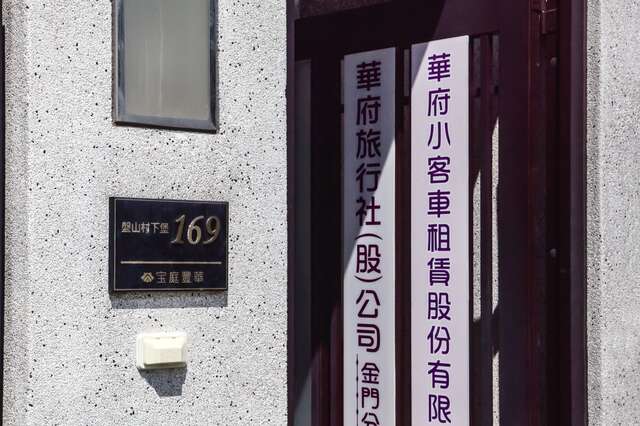 盤山村下堡 169
宝庭豐華
華府旅行社(股)公司 金門分
華府小客車租賃股份有限